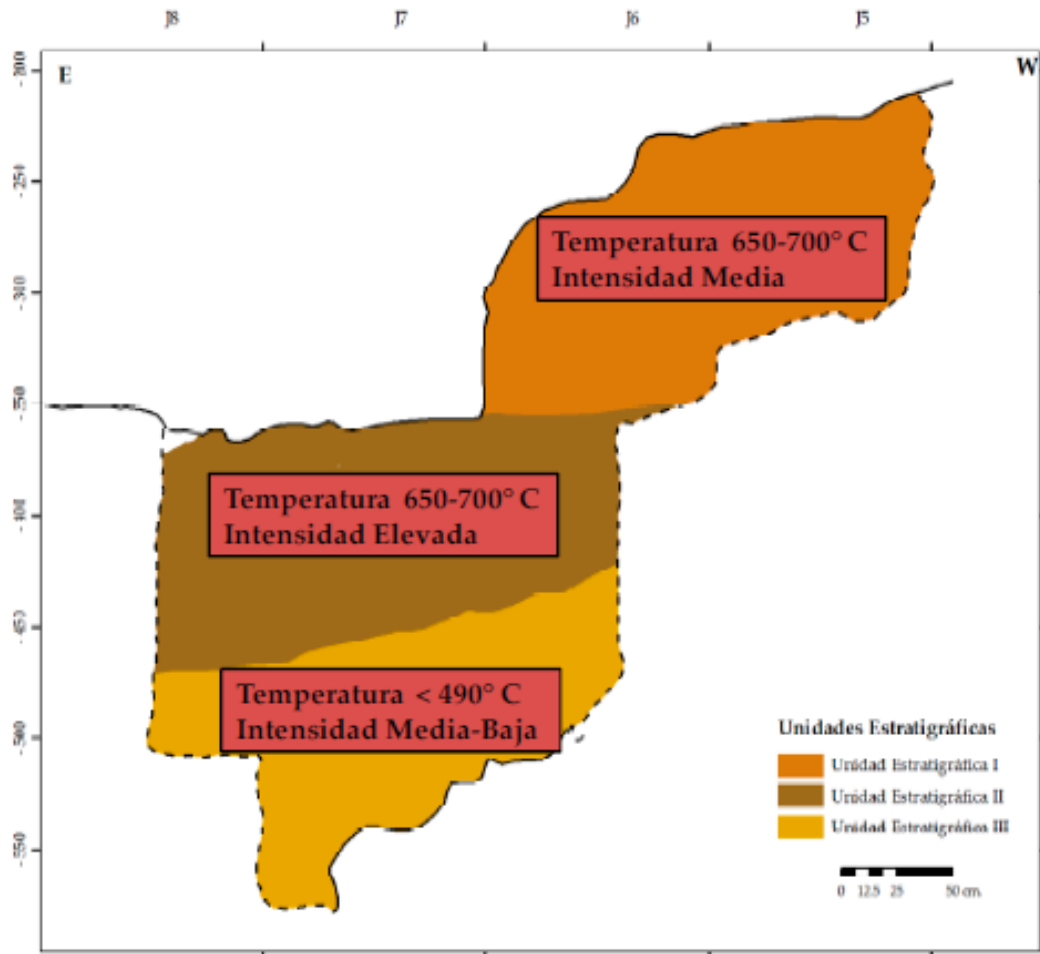 J8 J7 J6 J5
E W
-200
-250
-300
-350
-400
-450
-500
-550
Temperatura 650-700° C
Intensidad Media
Temperatura 650-700° C
Intensidad Elevada
Temperatura < 490° C
Intensidad Media-Baja
Unidades Estratigráficas
Unidad Estratigráfica I
Unidad Estratigráfica II
Unidad Estratigráfica III
0 12.5 25 50 cm.